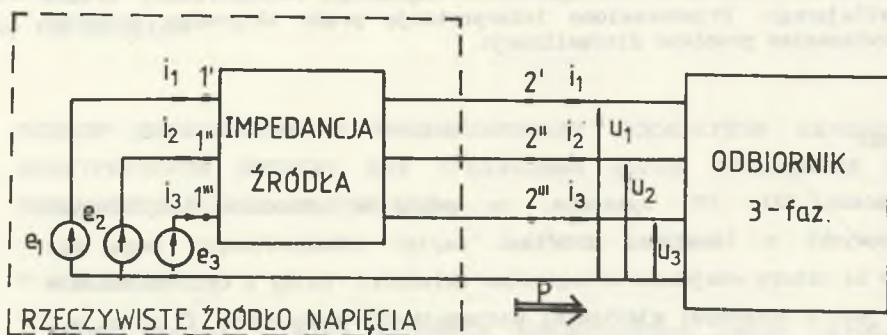 i₁ 1' 2' i₁
i₂ 1" IMPEDANCJA 2" i₂ u₁ ODBIORNIK
i₃ 1''' ŹRÓDŁA 2''' i₃ u₂ 3-faz.
e₁ e₂ e₃ u₃
P
RZECZYWISTE ŹRÓDŁO NAPIĘCIA